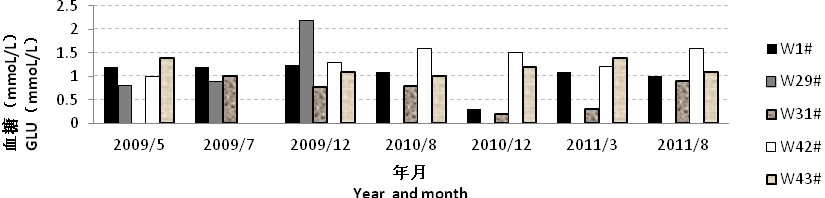 2.5
2
1.5
1
0.5
0
血糖（mmoL/L）
GLU（mmoL/L）
2009/5 2009/7 2009/12 2010/8 2010/12 2011/3 2011/8
年月
Year and month
W1#
W29#
W31#
W42#
W43#